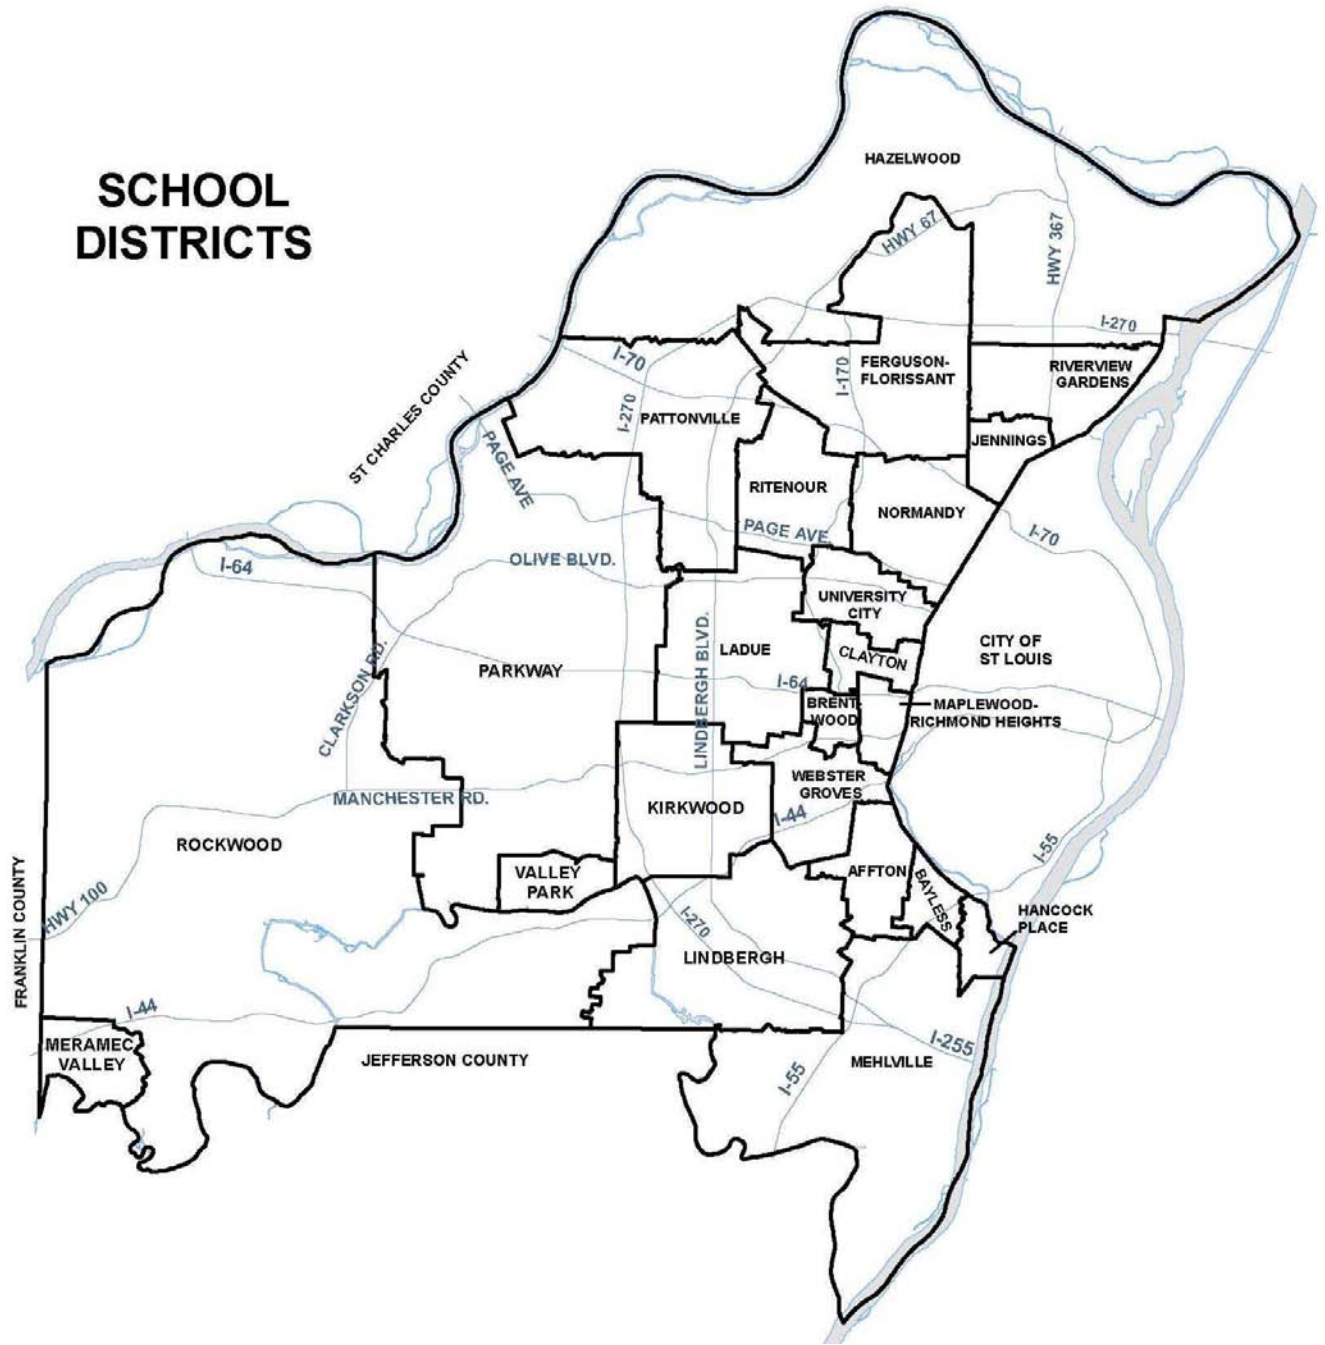 SCHOOL
DISTRICTS
HAZELWOOD
HWY 67
HWY 367
I-270
ST CHARLES COUNTY
I-70
I-270
I-170
FERGUSON-
FLORISSANT
RIVERVIEW
GARDENS
PATTONVILLE
JENNINGS
PAGE AVE
RITENOUR
NORMANDY
PAGE AVE.
I-70
I-64
OLIVE BLVD.
UNIVERSITY
CITY
CITY OF
ST LOUIS
LADUE
CLAYTON
PARKWAY
CLARKSON RD.
LINDBERGH BLVD.
I-64
BRENT
WOOD
MAPLEWOOD-
RICHMOND HEIGHTS
WEBSTER
GROVES
MANCHESTER RD.
KIRKWOOD
I-44
ROCKWOOD
I-55
VALLEY
PARK
AFFTON
BAYLESS
FRANKLIN COUNTY
HWY 100
I-270
HANCOCK
PLACE
LINDBERGH
I-44
MERAMEC
VALLEY
JEFFERSON COUNTY
I-255
MEHLVILLE
I-55